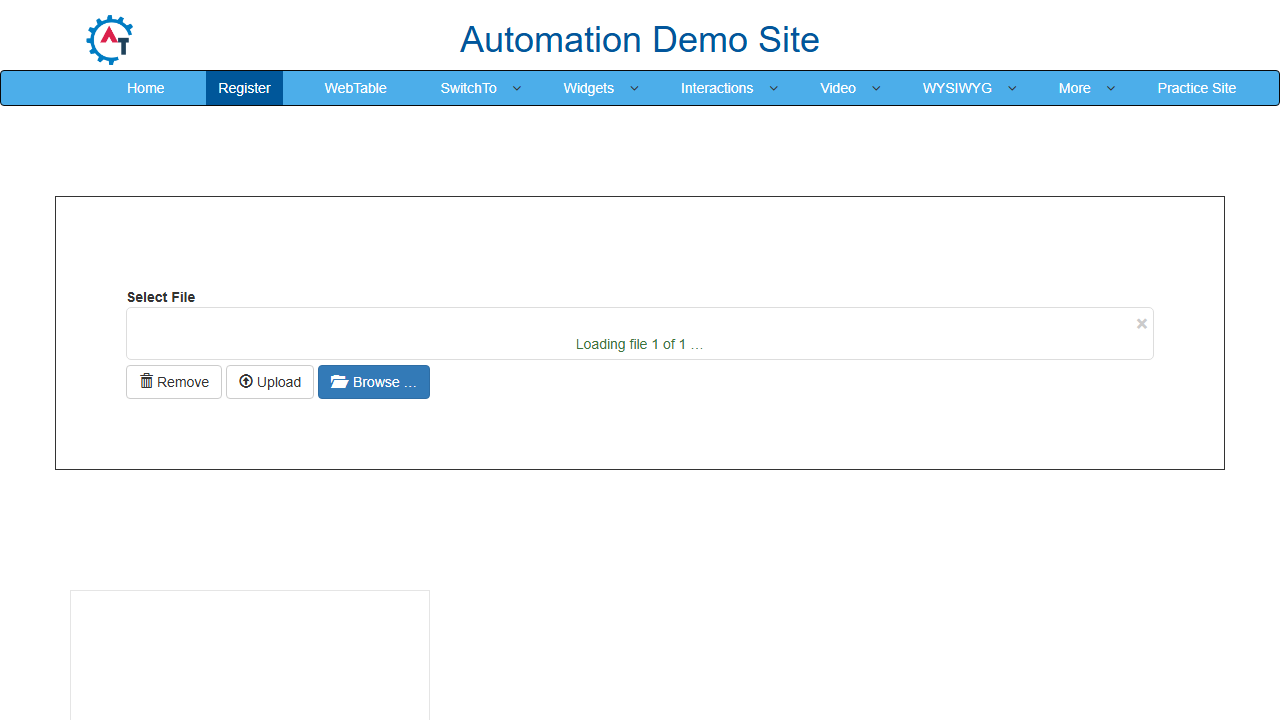 AT
Automation Demo Site
Home Register WebTable SwitchTo Widgets Interactions Video WYSIWYG More Practice Site
Select File
×
Loading file 1 of 1 ...
Remove Upload Browse ...